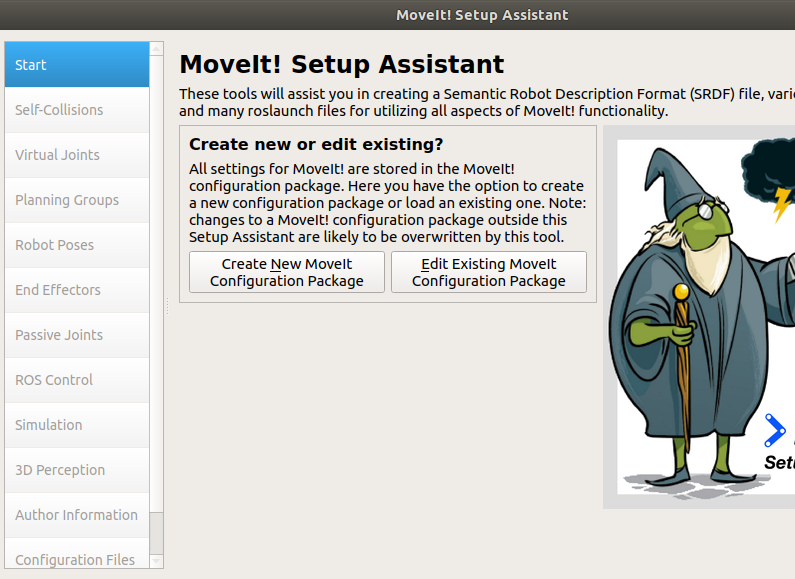 MoveIt! Setup Assistant
Start
Self-Collisions
Virtual Joints
Planning Groups
Robot Poses
End Effectors
Passive Joints
ROS Control
Simulation
3D Perception
Author Information
Configuration Files
MoveIt! Setup Assistant
These tools will assist you in creating a Semantic Robot Description Format (SRDF) file,
and many roslaunch files for utilizing all aspects of MoveIt! functionality.
Create new or edit existing?
All settings for MoveIt! are stored in the MoveIt!
configuration package. Here you have the option to create
a new configuration package or load an existing one. Note:
changes to a MoveIt! configuration package outside this
Setup Assistant are likely to be overwritten by this tool.
Create New MoveIt
Configuration Package
Edit Existing MoveIt
Configuration Package